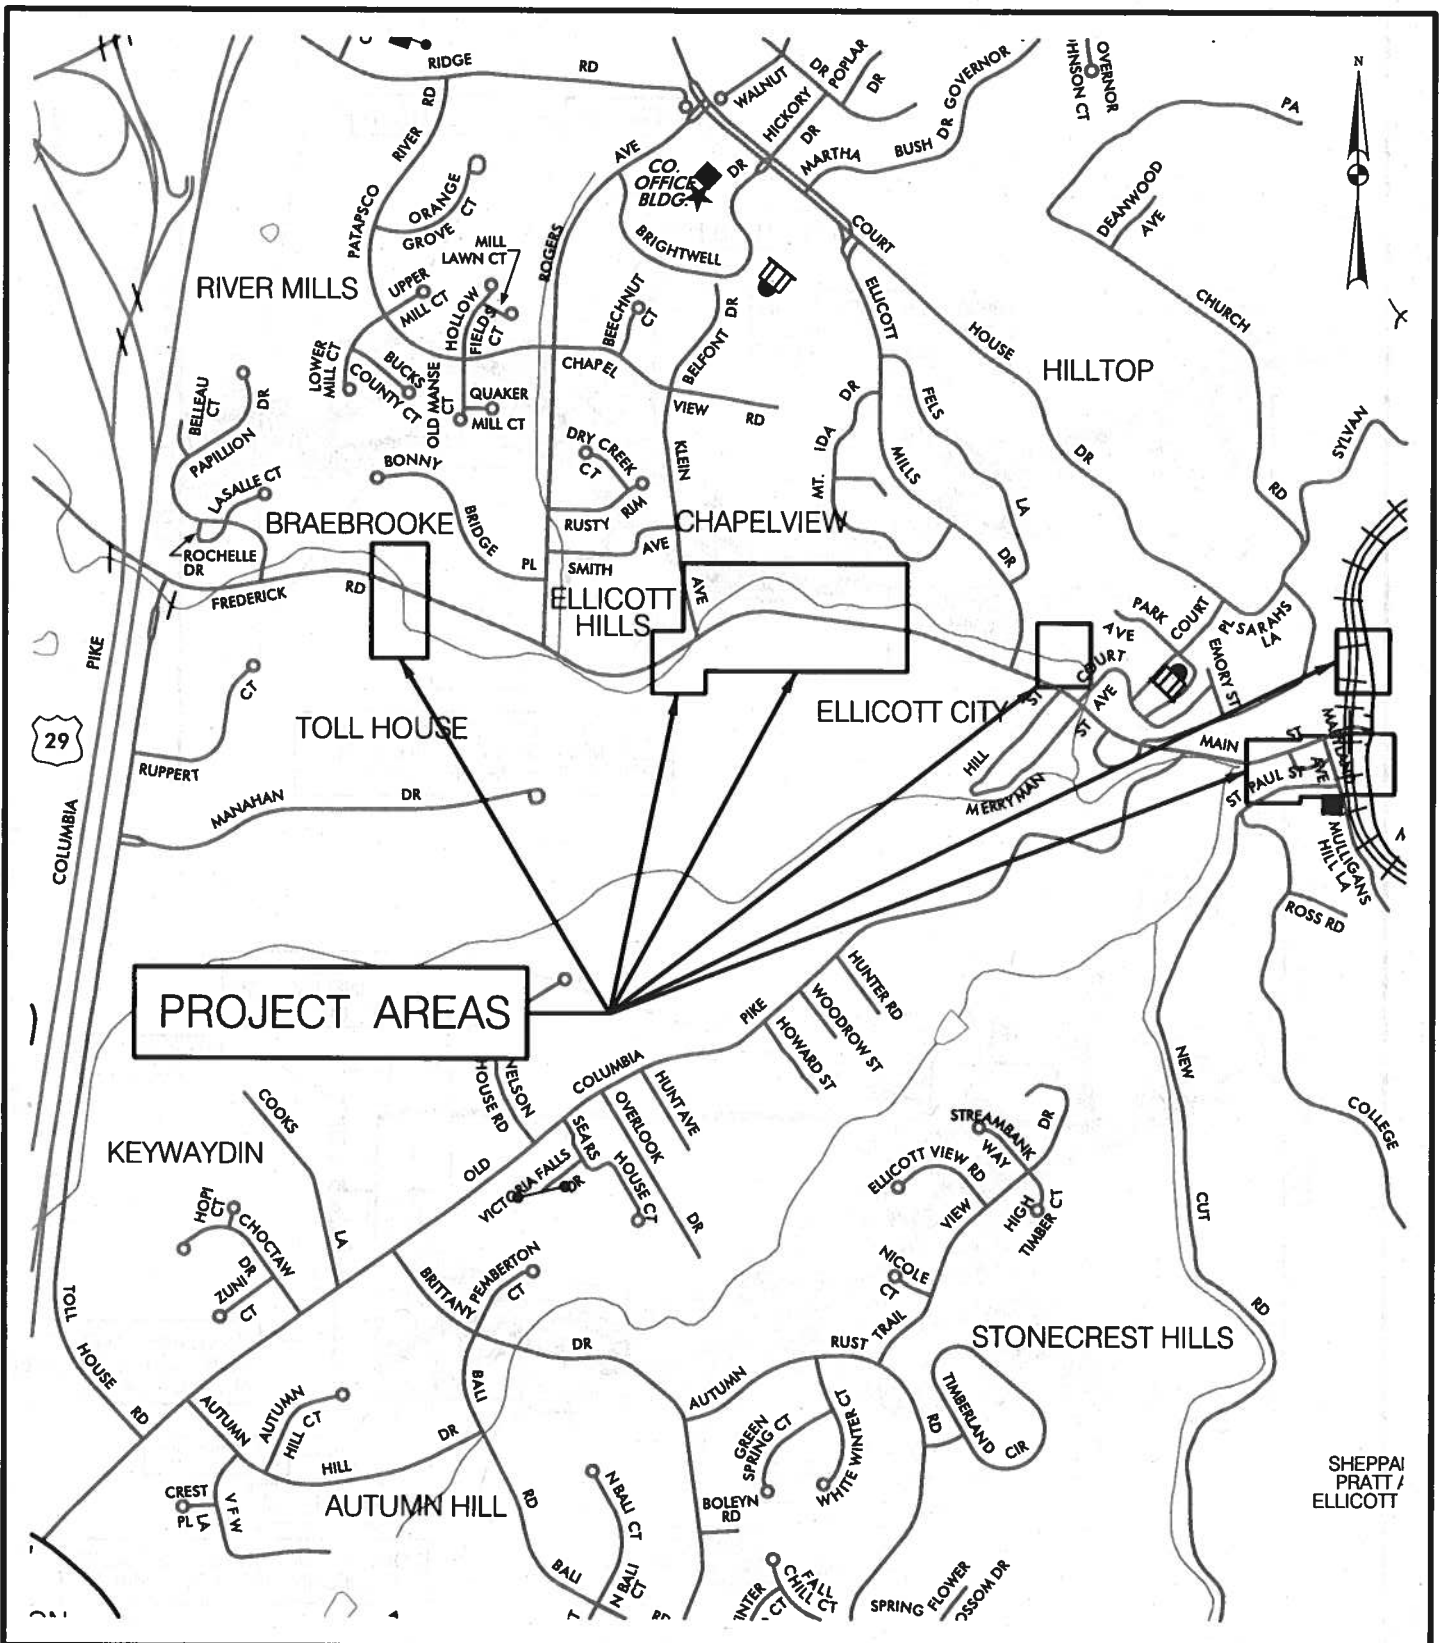 RIDGE RD
WALNUT
DR
POPLAR
DR
HICKORY
DR
GOVERNOR
OVERNOR
HNSON CT
PA
RIVER RD
PATAPSCO
ORANGE
GROVE
CT
AVE
ROGERS
CO.
OFFICE
BLDG.
DR
BRIGHTWELL
MARTHA
BUSH
DR
COURT
DEANWOOD
AVE
N
MILL
LAWN CT
RIVER MILLS
UPPER
MILL CT
HOLLOW
FIELDS
CT
BEECHNUT
CT
BELFONT
DR
ELLICOTT
HOUSE
CHURCH
HILLTOP
LOWER
MILL CT
BUCKS
COUNTY CT
OLD MANSE
CT
QUAKER
MILL CT
CHAPEL
VIEW
RD
BELLEAU
CT
DR
PAPILLION
LASALLE CT
BONNY
BRIDGE
PL
DRY CREEK
CT
RUSTY
RIM
KLEIN
MT. IDA
DR
FELS
LA
MILLS
DR
DR
RD
SYLVAN
BRAEBROOKE
CHAPELVIEW
ROCHELLE
DR
FREDERICK
RD
SMITH
AVE
ELLICOTT
HILLS
AVE
PARK
AVE
COURT
PL
SARAHS
LA
COURT
AVE
EMORY ST
PIKE
29
COLUMBIA
CT
RUPPERT
TOLL HOUSE
MANAHAN
DR
ELLICOTT CITY
ST
HILL
ST
MERRYMAN
MAIN
ST
MARYLAND
AVE
ST
PAUL ST
MULLIGANS
HILL LA
ROSS RD
PROJECT AREAS
HUNTER RD
WOODROW ST
HOWARD ST
PIKE
COLUMBIA
HUNT AVE
OVERLOOK
DR
NELSON
HOUSE RD
SEARS
HOUSE CT
VICTORIA FALLS
DR
OLD
NEW
CUT
RD
COLLEGE
COOKS
LA
KEYWAYDIN
HOPI
CT
CHOCTAW
DR
ZUNI
CT
STREAMBANK
WAY
DR
ELLICOTT VIEW RD
VIEW
HIGH
TIMBER CT
NICOLE
CT
TRAIL
RUST
AUTUMN
RD
STONECREST HILLS
TOLL
HOUSE
RD
BRITTANY
DR
PEMBERTON
CT
BALI
RD
BALI
AUTUMN
HILL
DR
AUTUMN
HILL CT
GREEN
SPRING CT
WHITE WINTER CT
TIMBERLAND
CIR
CREST
PL
LA
VFW
AUTUMN HILL
N BALI CT
N BALI
CT
BOLEYN
RD
SHEPPA
PRATT
ELLICOTT
INTER
CT
FALL
CHILL CT
SPRING
FLOWER
OSSOM DR